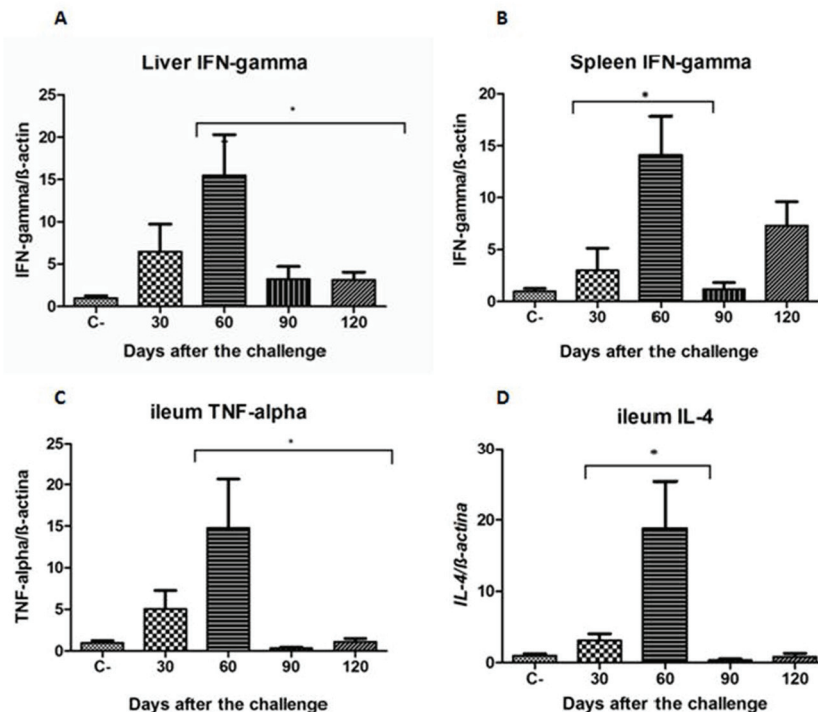 A
Liver IFN-gamma
IFN-gamma/ß-actin
25
20
15
10
5
0
*
C- 30 60 90 120
Days after the challenge
B
Spleen IFN-gamma
IFN-gamma/ß-actin
20
15
10
5
0
*
C- 30 60 90 120
Days after the challenge
C
ileum TNF-alpha
TNF-alpha/ß-actina
25
20
15
10
5
0
*
C- 30 60 90 120
Days after the challenge
D
ileum IL-4
IL-4/ß-actina
30
20
10
0
*
C- 30 60 90 120
Days after the challenge